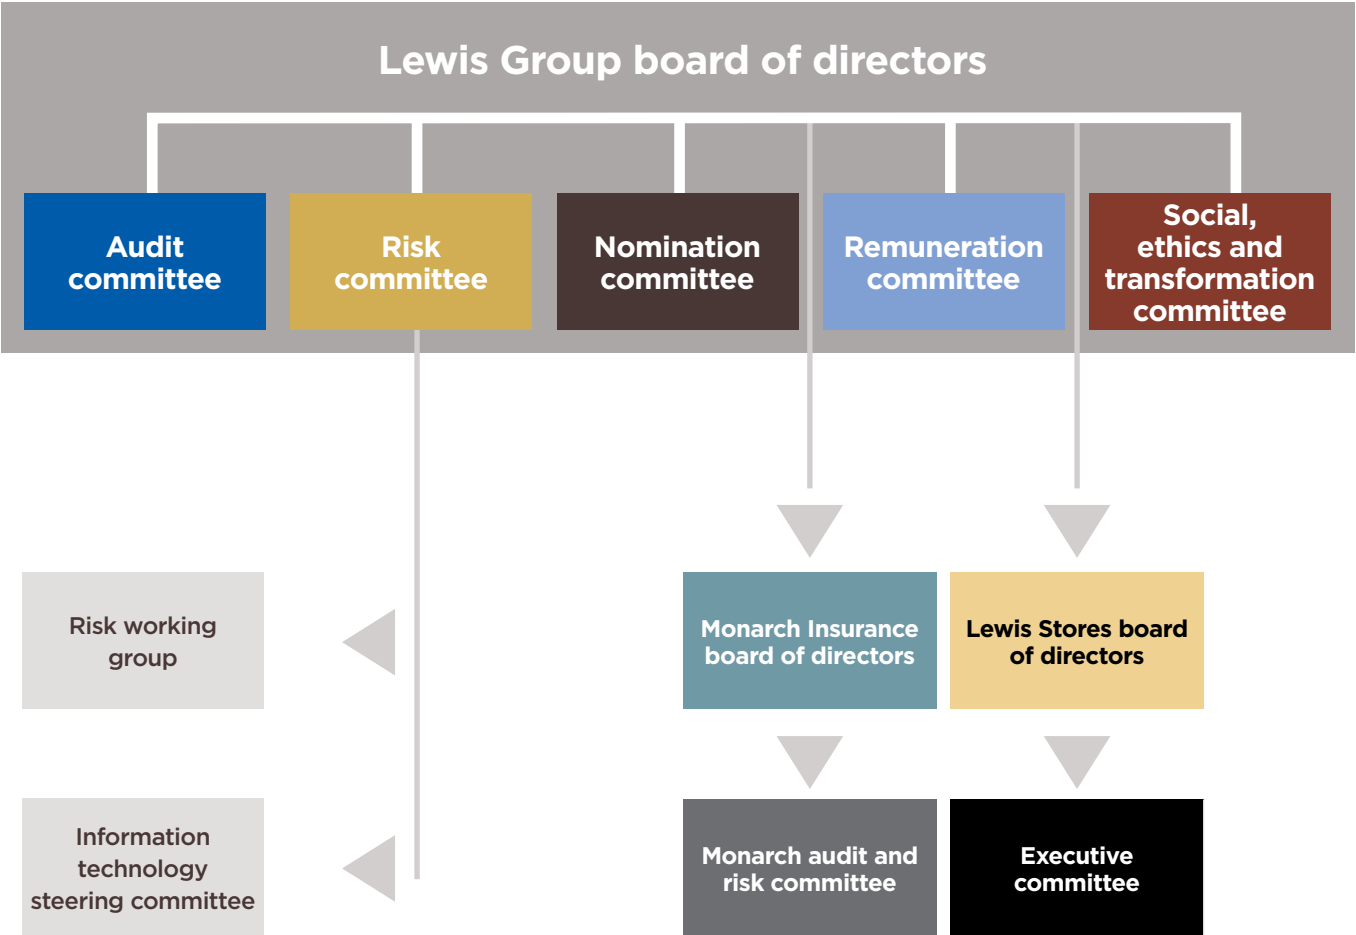 Lewis Group board of directors
Audit
committee
Risk
committee
Nomination
committee
Remuneration
committee
Social,
ethics and
transformation
committee
Risk working
group
Monarch Insurance
board of directors
Lewis Stores board
of directors
Information
technology
steering committee
Monarch audit and
risk committee
Executive
committee